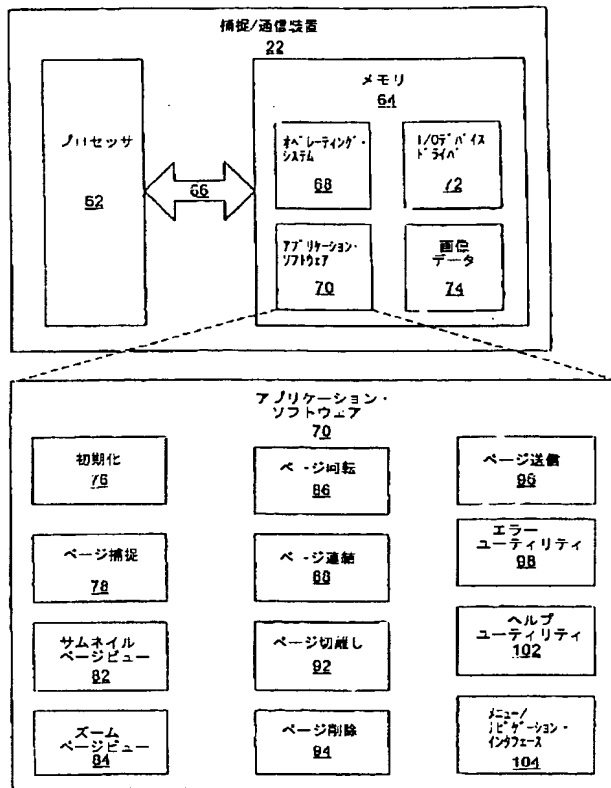 捕捉/通信装置
22
プロセッサ
62
66
メモリ
64
オペレーティング・
システム
68
I/Oデバイス
ドライバ
72
アプリケーション・
ソフトウェア
70
画像
データ
74
アプリケーション・
ソフトウェア
70
初期化
76
ページ捕捉
78
サムネイル
ページビュー
82
ズーム
ページビュー
84
ページ回転
86
ページ連結
88
ページ切離し
92
ページ削除
94
ページ送信
96
エラー
ユーティリティ
98
ヘルプ
ユーティリティ
102
メニュー/
ナビゲーション・
インタフェース
104